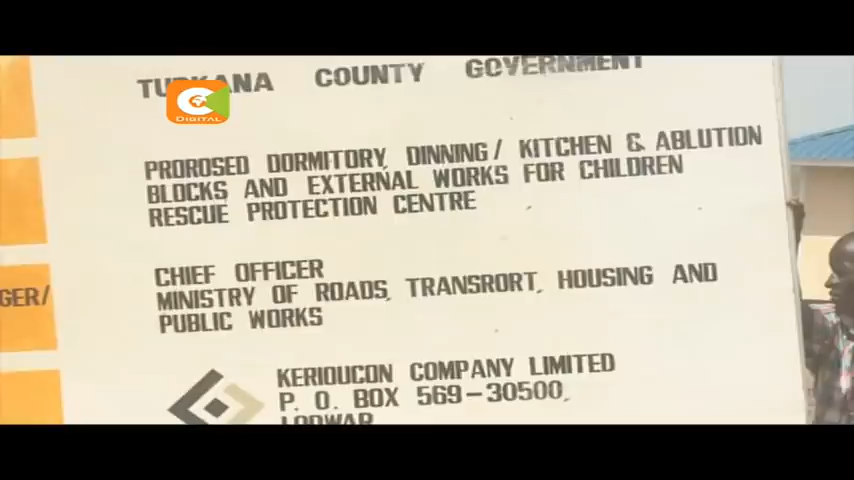 TURKANA COUNTY GOVERNMENT
C
DIGITAL
PROROSED DORMITORY, DINNING/ KITCHEN & ABLUTION
BLOCKS AND EXTERNAL WORKS FOR CHILDREN
RESCUE PROTECTION CENTRE
CHIEF OFFICER
GER/
MINISTRY OF ROADS, TRANSRORT, HOUSING AND
PUBLIC WORKS
KERIOUCON COMPANY LIMITED
P. O. BOX 569-30500,
LODWAR